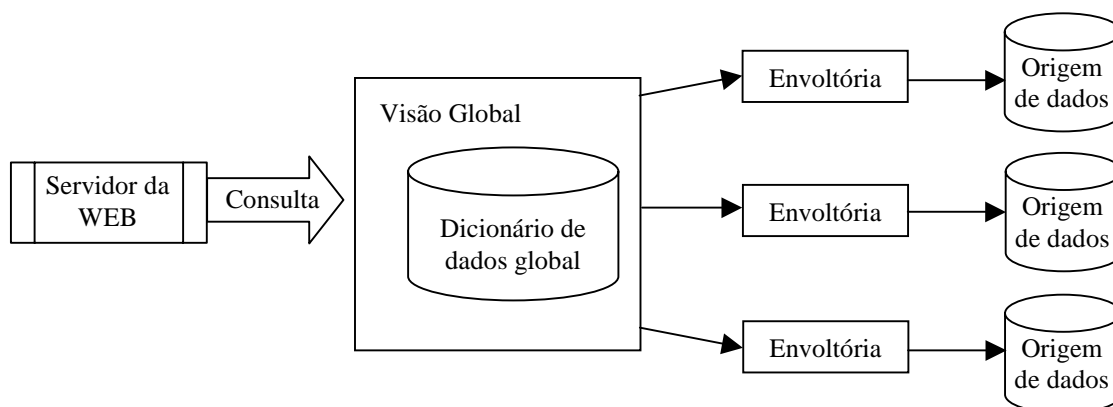 Envoltória
Origem
de dados
Visão Global
Servidor da
WEB
Consulta
Dicionário de
dados global
Envoltória
Origem
de dados
Envoltória
Origem
de dados